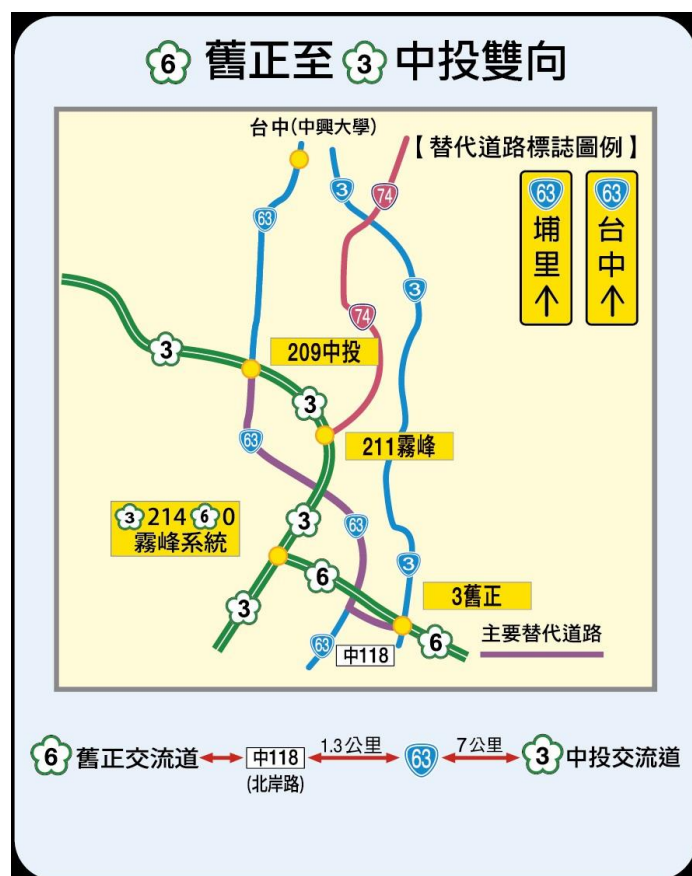 6 舊正至 3 中投雙向
台中(中興大學)
【替代道路標誌圖例】
63 埔里↑
63 台中↑
3
74
63
3
74
209中投
3
3
63
211霧峰
3 214 6 0
霧峰系統
3
63
3
6
3舊正
3
63
中118
6
主要替代道路
6 舊正交流道 ↔ 中118 ↔ 1.3公里 63 ↔ 7公里 3 中投交流道
(北岸路)